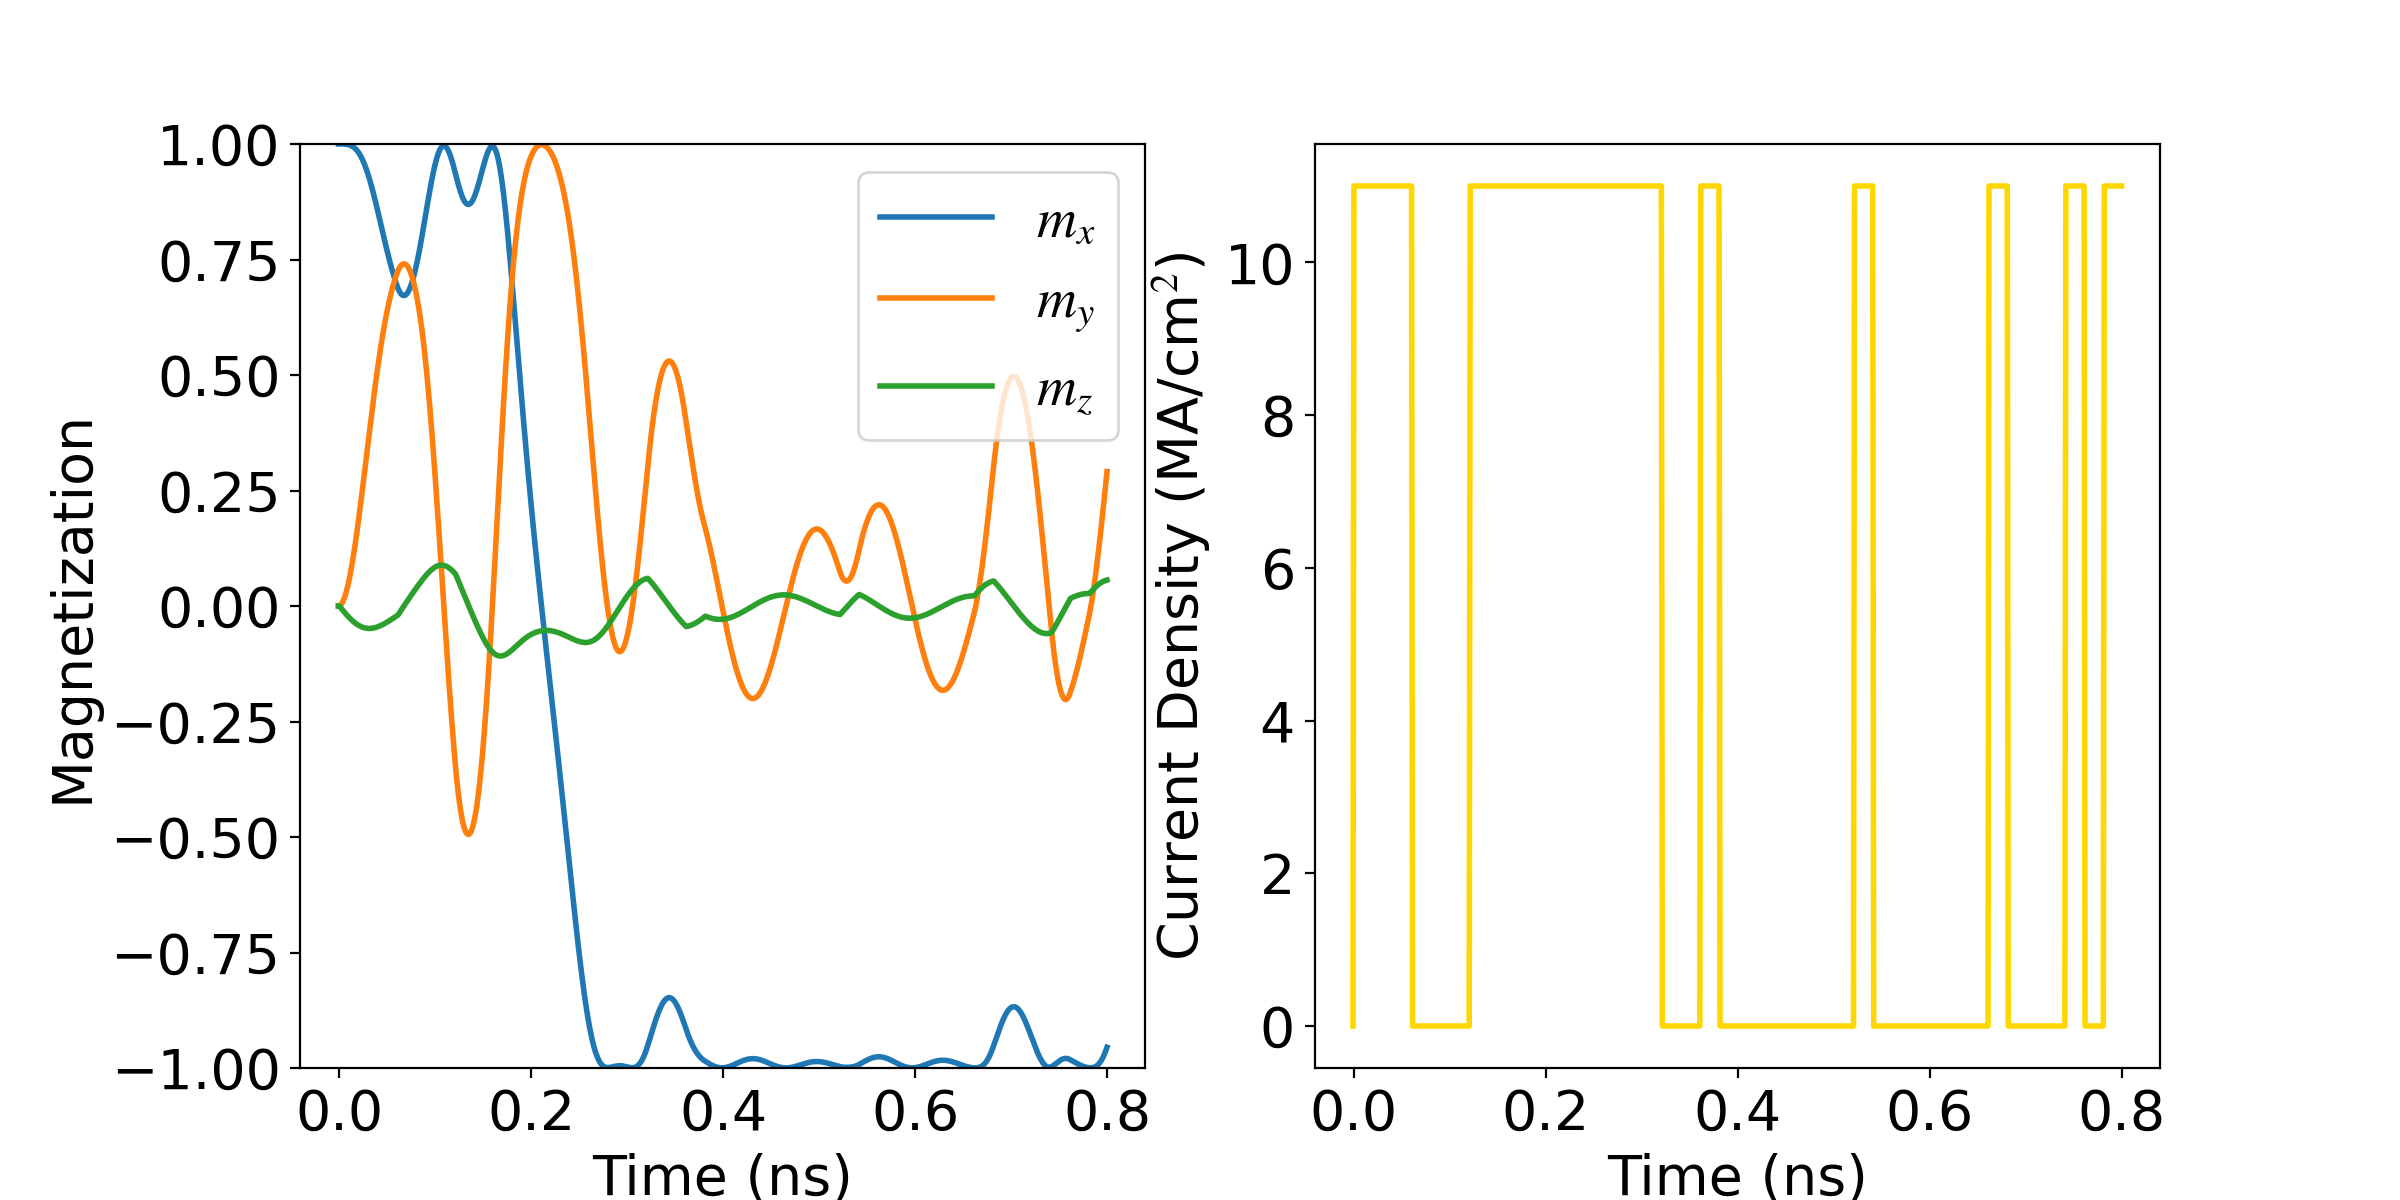 1.00
0.75
0.50
0.25
0.00
−0.25
−0.50
−0.75
−1.00
Magnetization
0.0 0.2 0.4 0.6 0.8
Time (ns)
m_x
m_y
m_z
Current Density (MA/cm²)
10
8
6
4
2
0
0.0 0.2 0.4 0.6 0.8
Time (ns)